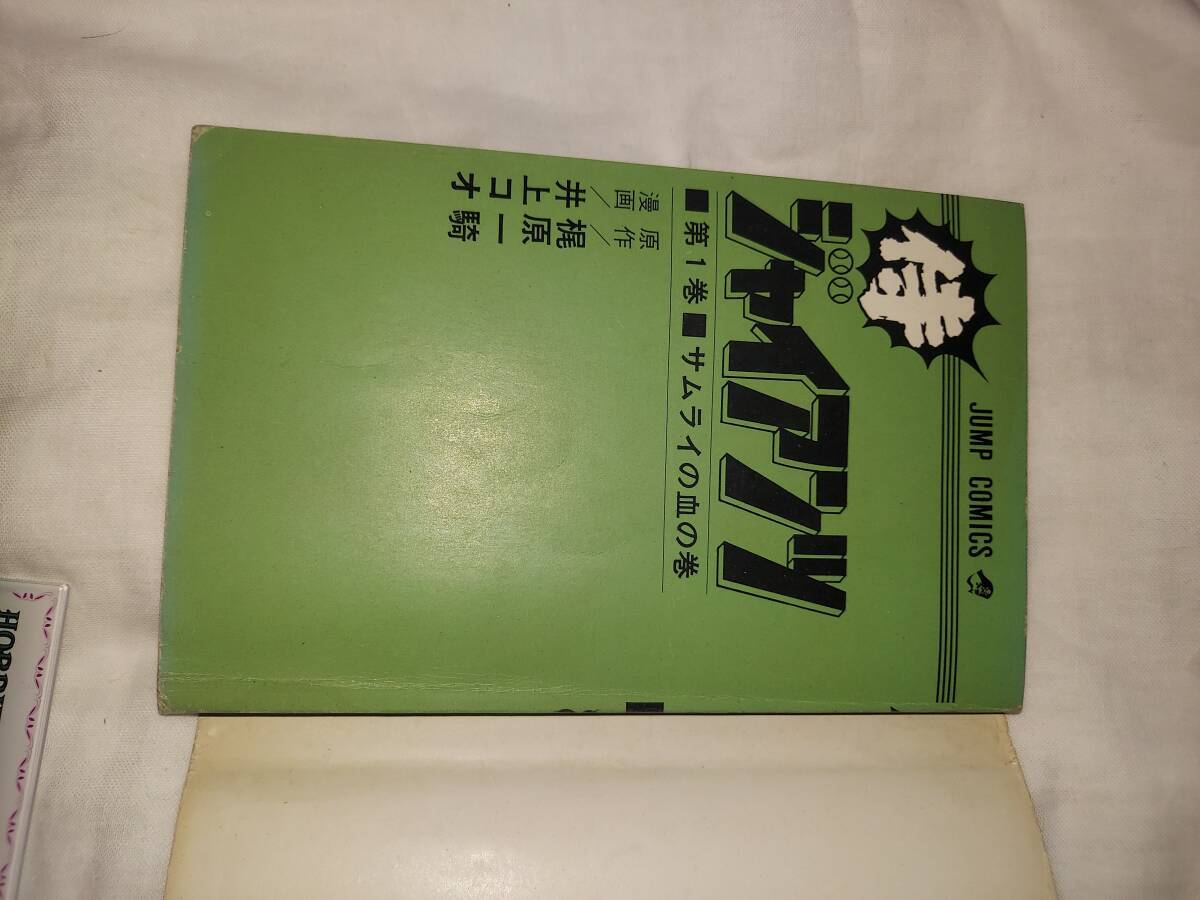 JUMP COMICS
侍
ジャイアンツ
■第1巻■サムライの血の巻
原作/梶原一騎
漫画/井上コオ